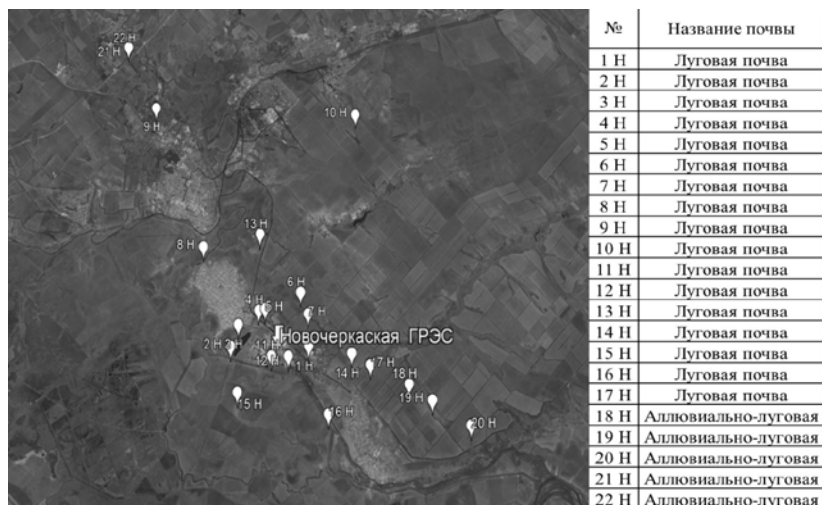 22 Н
21 Н
9 Н
10 Н
13 Н
8 Н
6 Н
4 Н 5 Н
7 Н
Новочеркаская ГРЭС
2 Н 3 Н
11 Н
12 Н
1 Н
14 Н
17 Н
18 Н
15 Н
19 Н
16 Н
20 Н
№ Название почвы
1 Н Луговая почва
2 Н Луговая почва
3 Н Луговая почва
4 Н Луговая почва
5 Н Луговая почва
6 Н Луговая почва
7 Н Луговая почва
8 Н Луговая почва
9 Н Луговая почва
10 Н Луговая почва
11 Н Луговая почва
12 Н Луговая почва
13 Н Луговая почва
14 Н Луговая почва
15 Н Луговая почва
16 Н Луговая почва
17 Н Луговая почва
18 Н Аллювиально-луговая
19 Н Аллювиально-луговая
20 Н Аллювиально-луговая
21 Н Аллювиально-луговая
22 Н Аллювиально-луговая